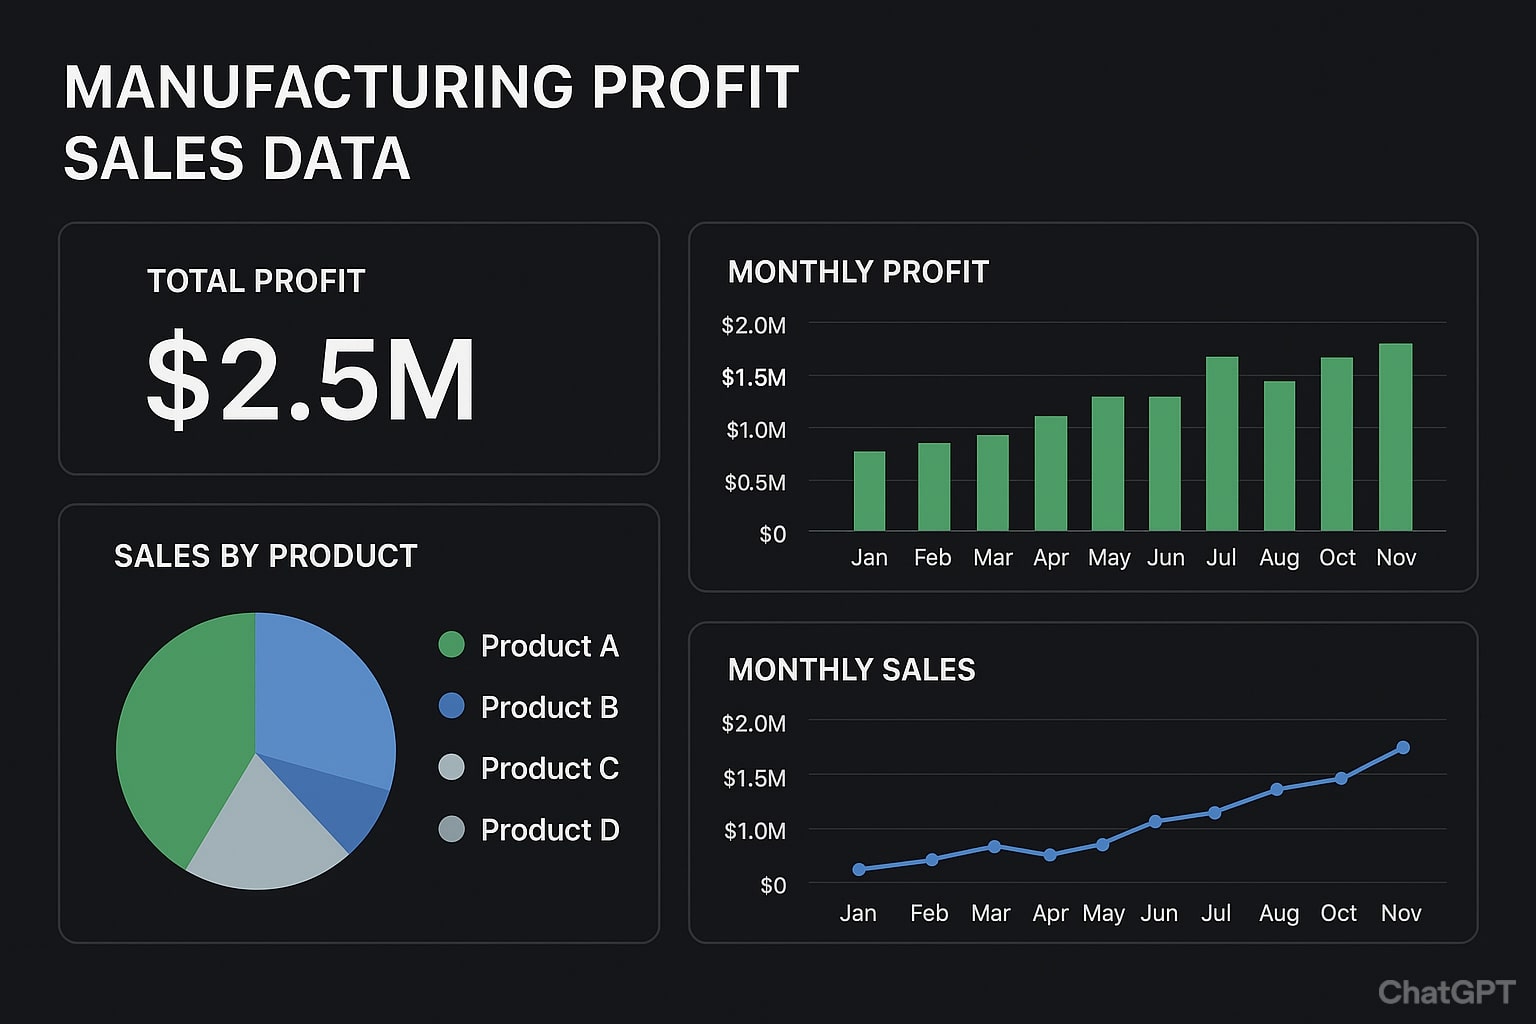 MANUFACTURING PROFIT
SALES DATA
TOTAL PROFIT
$2.5M
SALES BY PRODUCT
Product A
Product B
Product C
Product D
MONTHLY PROFIT
$2.0M
$1.5M
$1.0M
$0.5M
$0
Jan Feb Mar Apr May Jun Jul Aug Oct Nov
MONTHLY SALES
$2.0M
$1.5M
$1.0M
$0
Jan Feb Mar Apr May Jun Jul Aug Oct Nov
ChatGPT